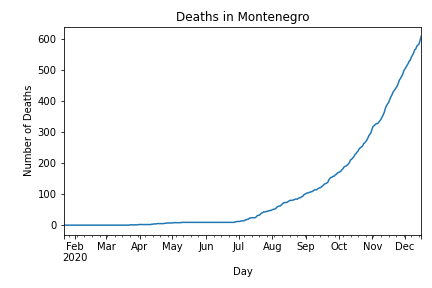 Deaths in Montenegro
Number of Deaths
600
500
400
300
200
100
0
Feb Mar Apr May Jun Jul Aug Sep Oct Nov Dec
2020
Day